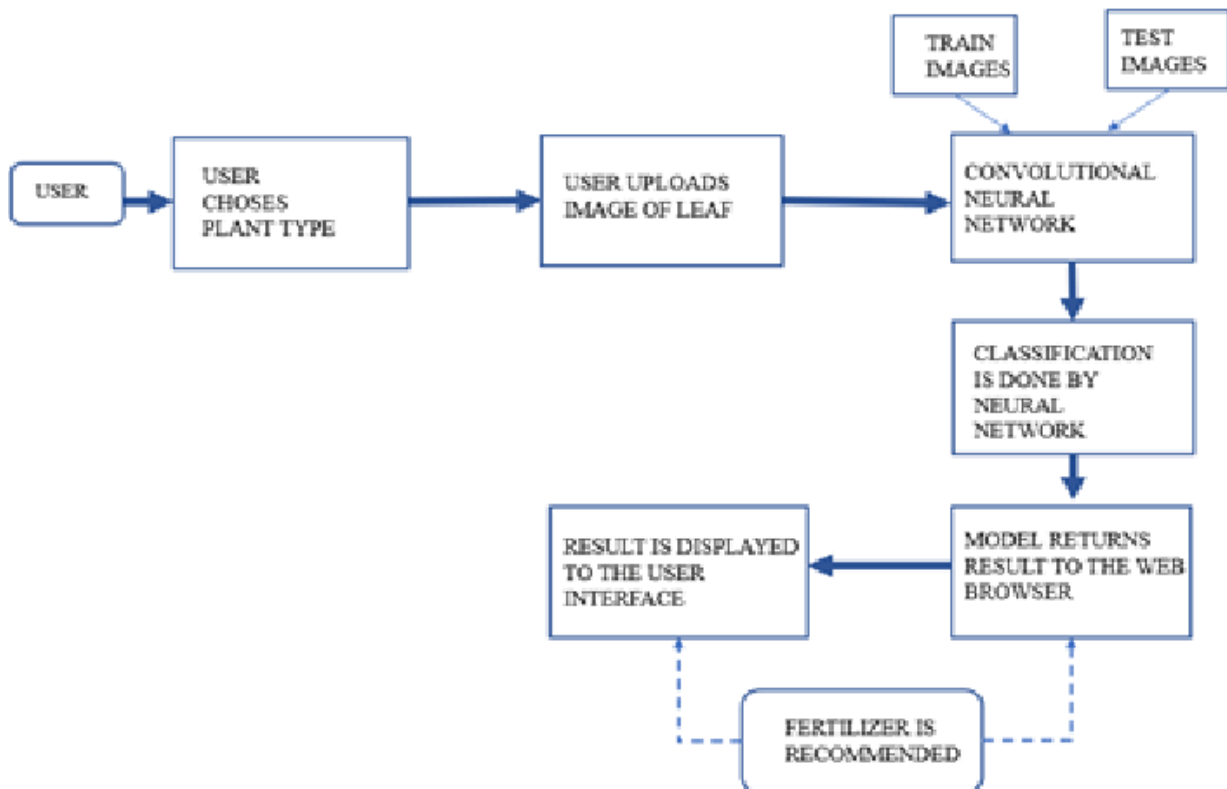 TRAIN
IMAGES
TEST
IMAGES
USER
USER
CHOSES
PLANT TYPE
USER UPLOADS
IMAGE OF LEAF
CONVOLUTIONAL
NEURAL
NETWORK
CLASSIFICATION
IS DONE BY
NEURAL
NETWORK
MODEL RETURNS
RESULT TO THE WEB
BROWSER
RESULT IS DISPLAYED
TO THE USER
INTERFACE
FERTILIZER IS
RECOMMENDED